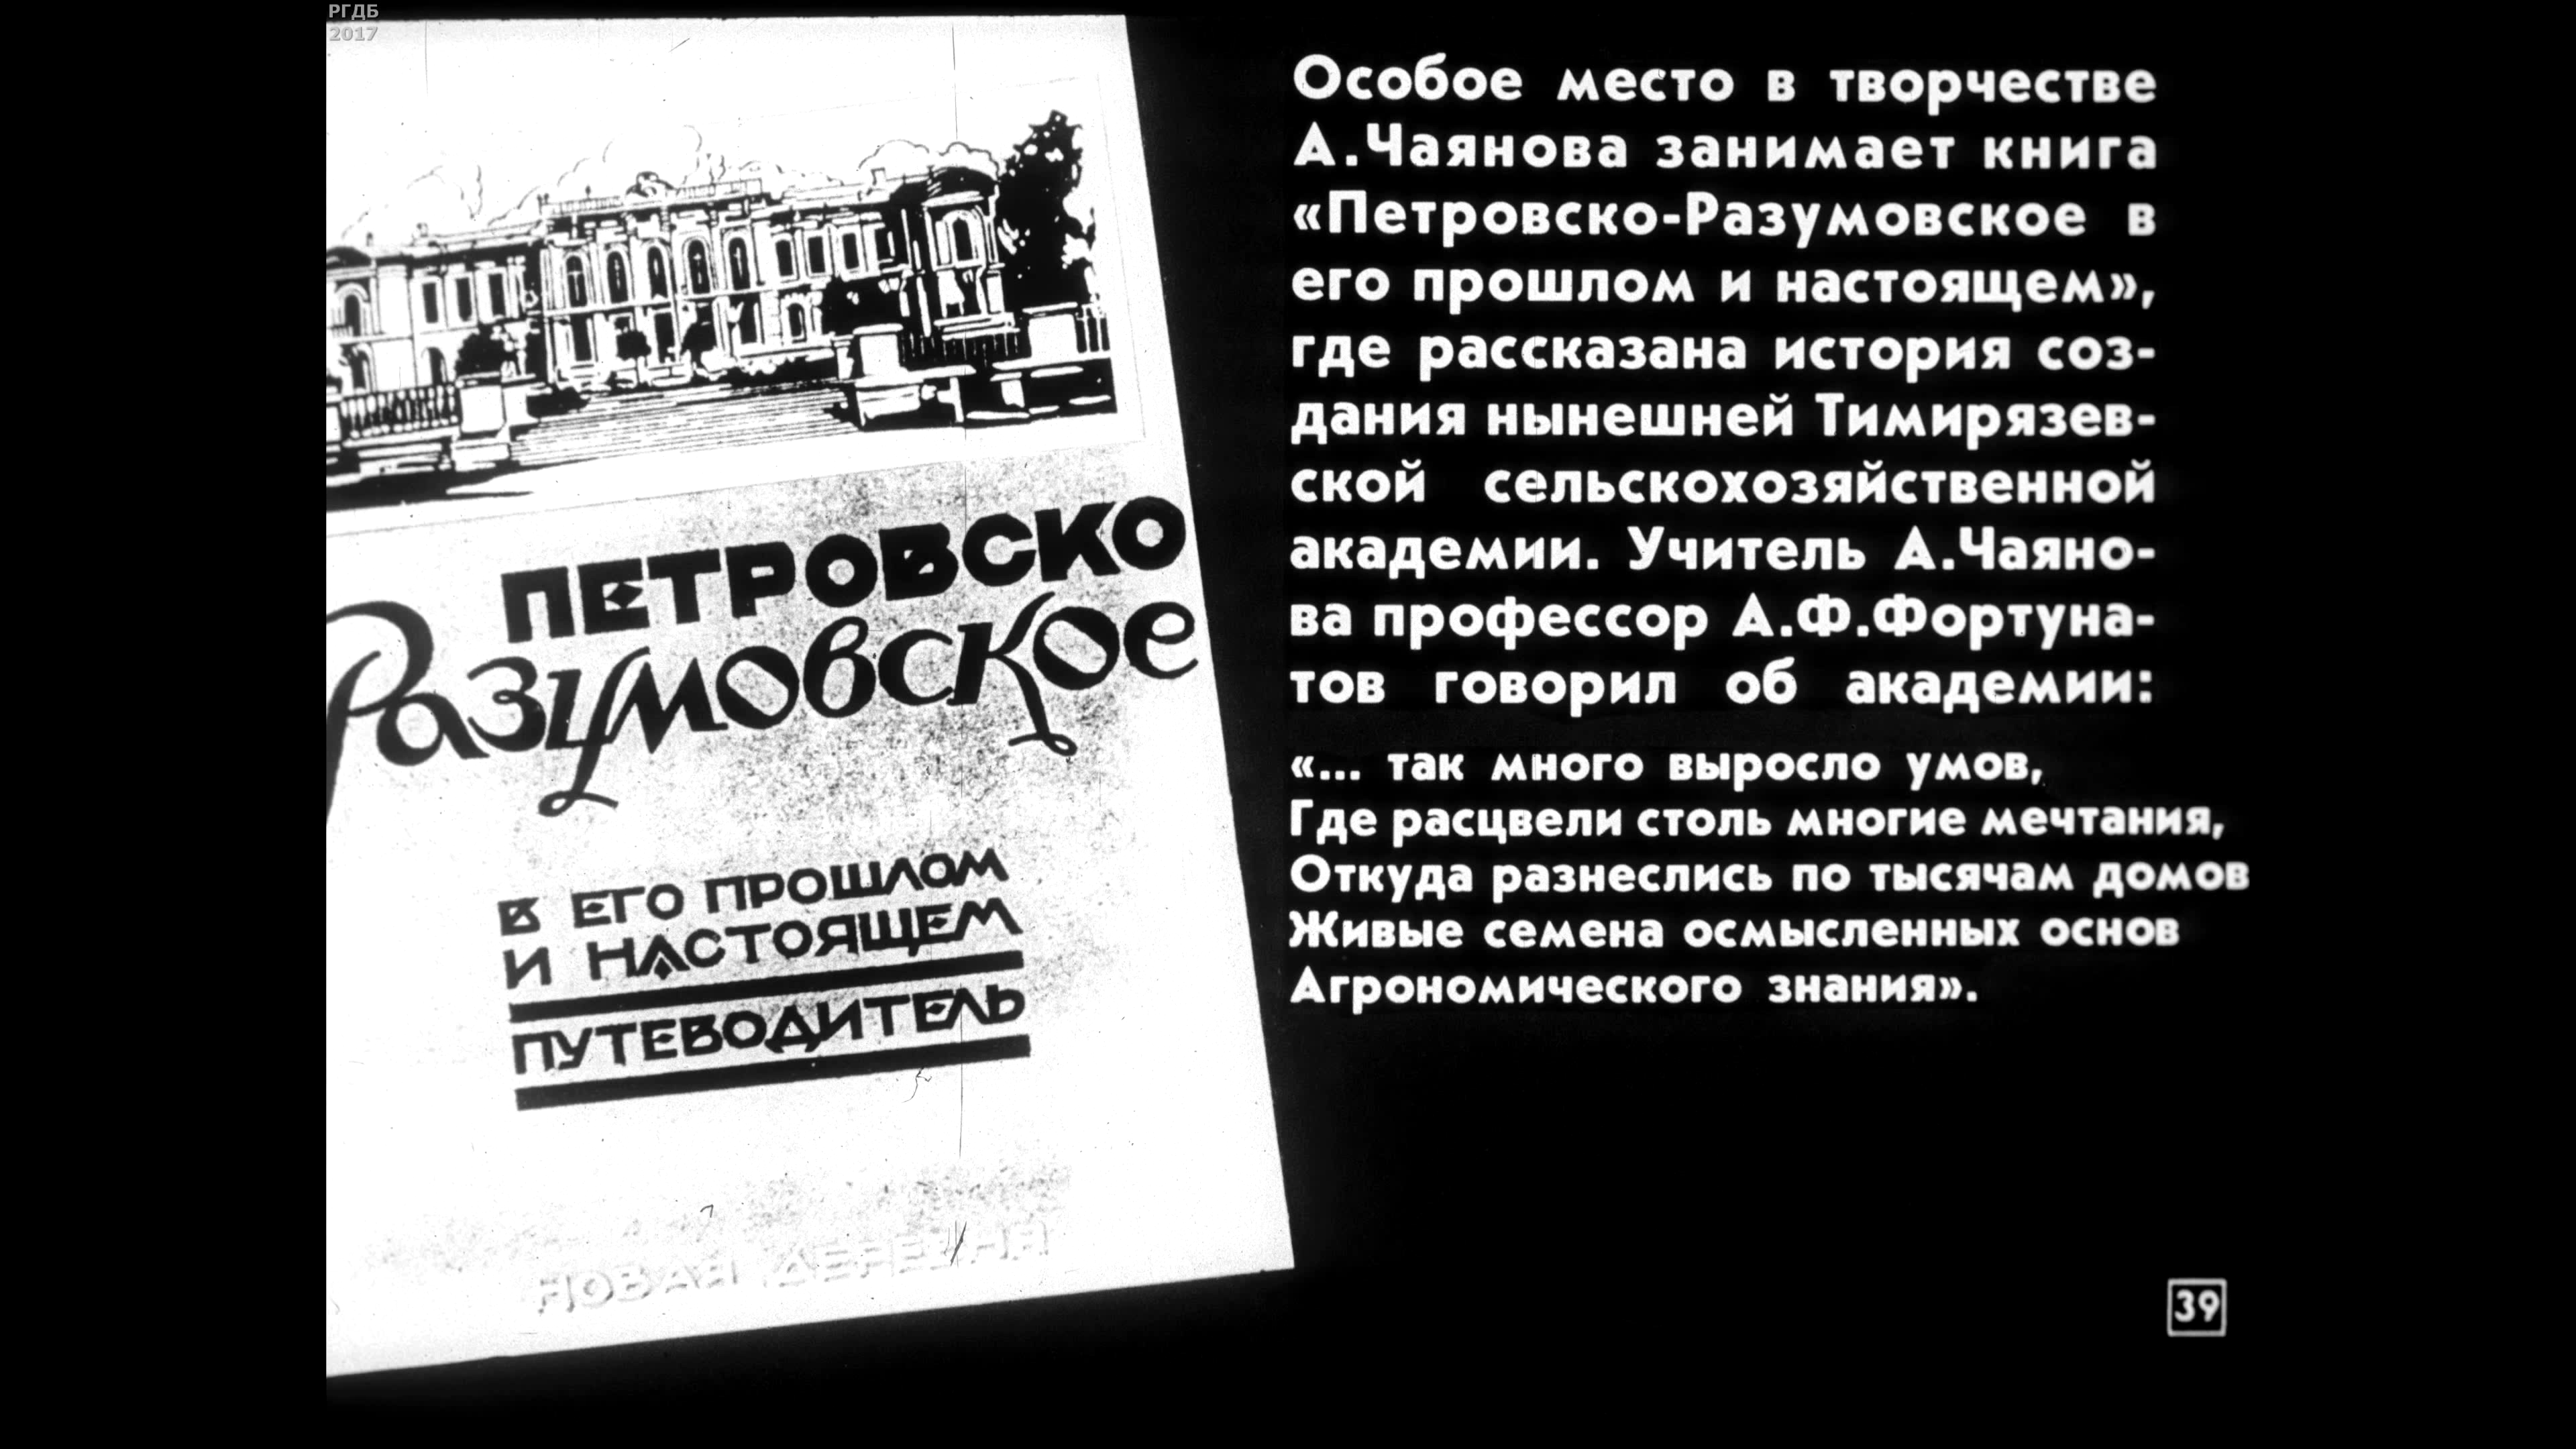 РГДБ
2017
ПЕТРОВСКО
Разумовское
В ЕГО ПРОШЛОМ
И НАСТОЯЩЕМ
ПУТЕВОДИТЕЛЬ
НОВАЯ ДЕРЕВНЯ
Особое место в творчестве
А.Чаянова занимает книга
«Петровско-Разумовское в
его прошлом и настоящем»,
где рассказана история соз-
дания нынешней Тимирязев-
ской сельскохозяйственной
академии. Учитель А.Чаяно-
ва профессор А.Ф.Фортуна-
тов говорил об академии:
«... так много выросло умов,
Где расцвели столь многие мечтания,
Откуда разнеслись по тысячам домов
Живые семена осмысленных основ
Агрономического знания».
39